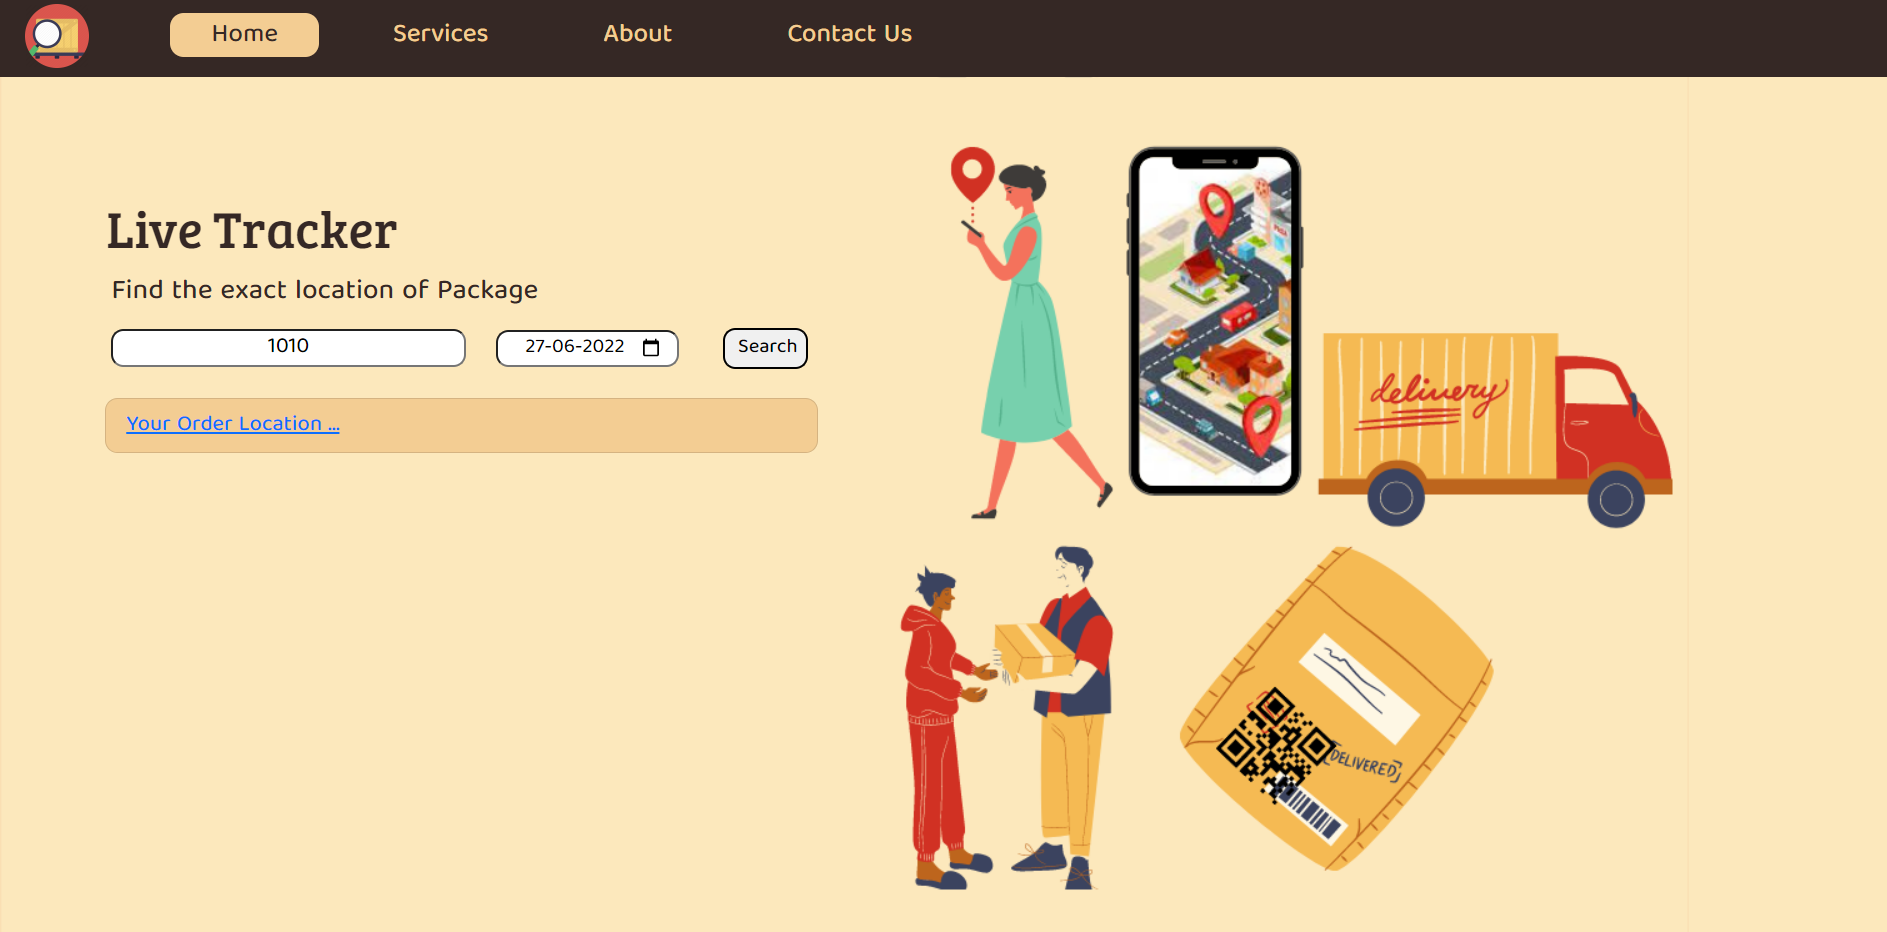 Home Services About Contact Us
Live Tracker
Find the exact location of Package
1010 27-06-2022 Search
Your Order Location ...
delivery
[DELIVERED]